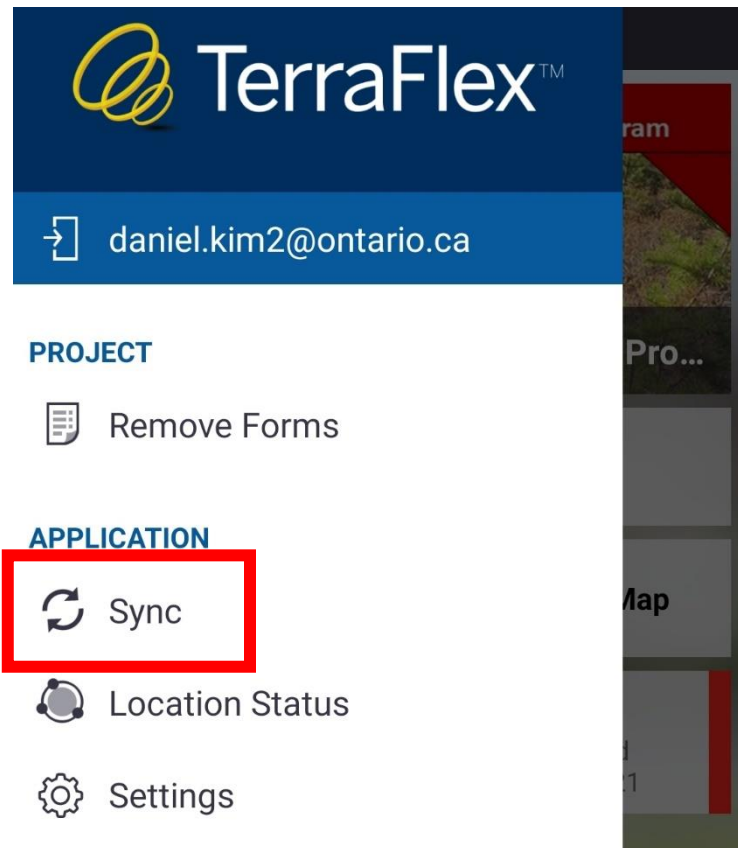 TerraFlex™
ram
daniel.kim2@ontario.ca
PROJECT
Pro...
Remove Forms
APPLICATION
Sync
Map
Location Status
Settings